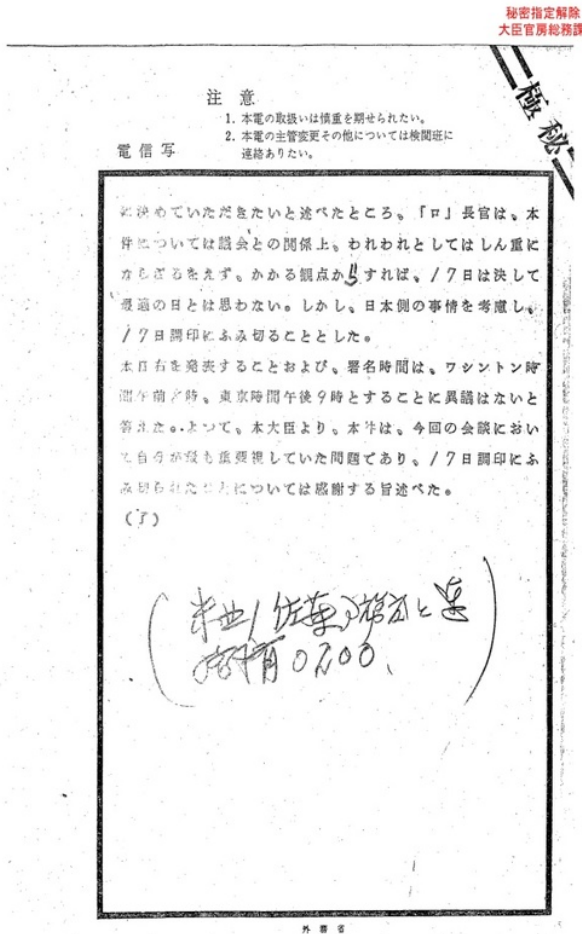 秘密指定解除
大臣官房総務課
極秘
注意
1. 本電の取扱いは慎重を期せられたい。
2. 本電の主管変更その他については検閲班に
連絡ありたい。
電信写
に決めていただきたいと述べたところ、「ロ」長官は、本
件については議会との関係上、われわれとしてはしん重に
ならざるをえず、かかる観点からすれば、17日は決して
最適の日とは思わない。しかし、日本側の事情を考慮し、
17日調印にふみ切ることとした。
本日右を発表することおよび、署名時間は、ワシントン時
間午前 時、東京時間午後9時とすることに異議はないと
答えた。よつて、本大臣より、本件は、今回の会談におい
て自分が最も重要視していた問題であり、17日調印にふ
み切られたことについては感謝する旨述べた。
(了)
外務省